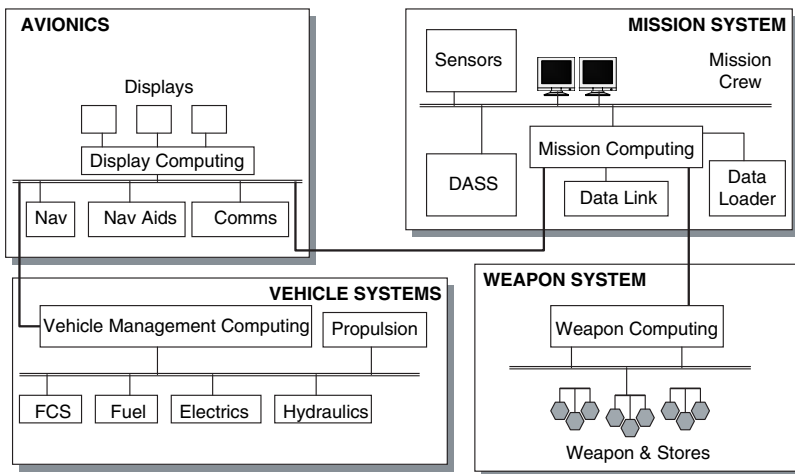 AVIONICS
Displays
Display Computing
Nav
Nav Aids
Comms
MISSION SYSTEM
Sensors
Mission
Crew
Mission Computing
DASS
Data Link
Data
Loader
VEHICLE SYSTEMS
Vehicle Management Computing
Propulsion
FCS
Fuel
Electrics
Hydraulics
WEAPON SYSTEM
Weapon Computing
Weapon & Stores